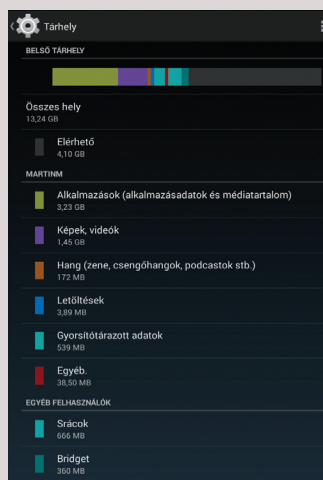 Tárhely
BELSŐ TÁRHELY
Összes hely
13,24 GB
Elérhető
4,10 GB
MARTINM
Alkalmazások (alkalmazásadatok és médiatartalom)
3,23 GB
Képek, videók
1,45 GB
Hang (zene, csengőhangok, podcastok stb.)
172 MB
Letöltések
3,89 MB
Gyorsítótárazott adatok
539 MB
Egyéb.
38,50 MB
EGYÉB FELHASZNÁLÓK
Srácok
666 MB
Bridget
360 MB